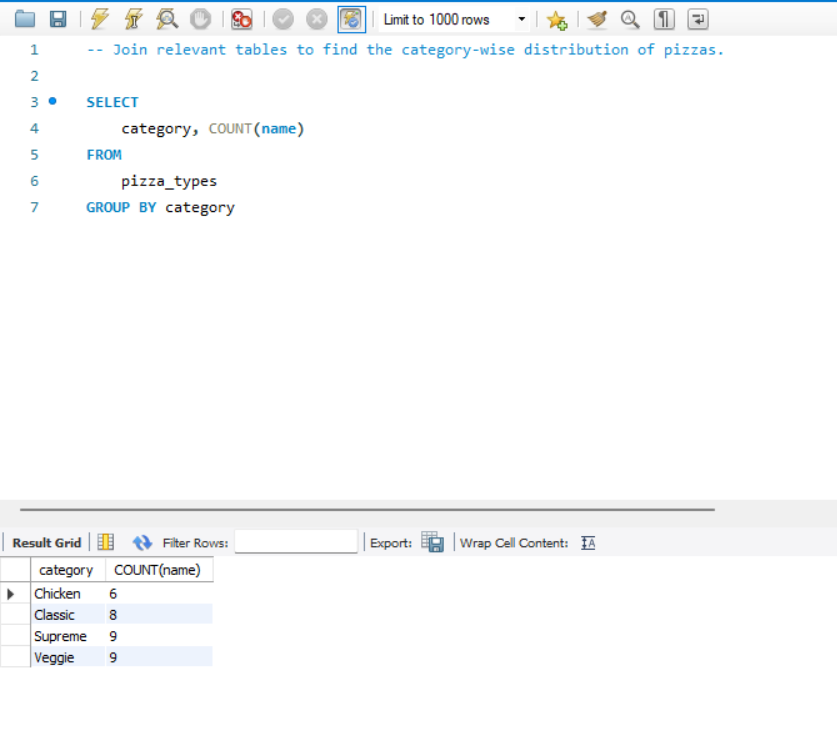 Limit to 1000 rows
1 -- Join relevant tables to find the category-wise distribution of pizzas.
2
3 SELECT
4 category, COUNT(name)
5 FROM
6 pizza_types
7 GROUP BY category
Result Grid Filter Rows: Export: Wrap Cell Content: IA
category COUNT(name)
Chicken 6
Classic 8
Supreme 9
Veggie 9